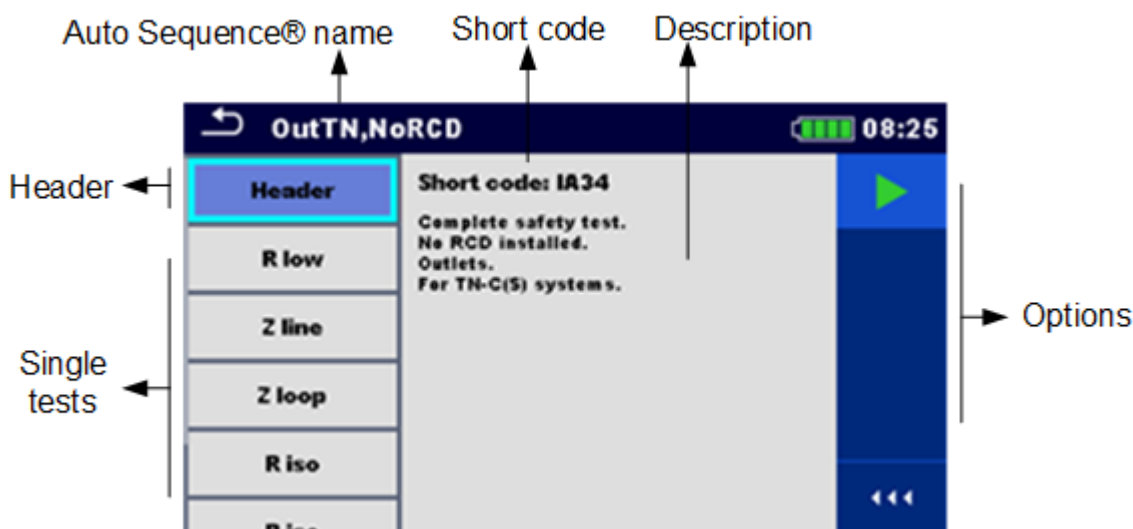 Auto Sequence® name
Short code
Description
OutTN,NoRCD
08:25
Header
Header
Short code: IA34
Complete safety test.
No RCD installed.
Outlets.
For TN-C(S) systems.
R low
Z line
Z loop
R iso
Single
tests
Options